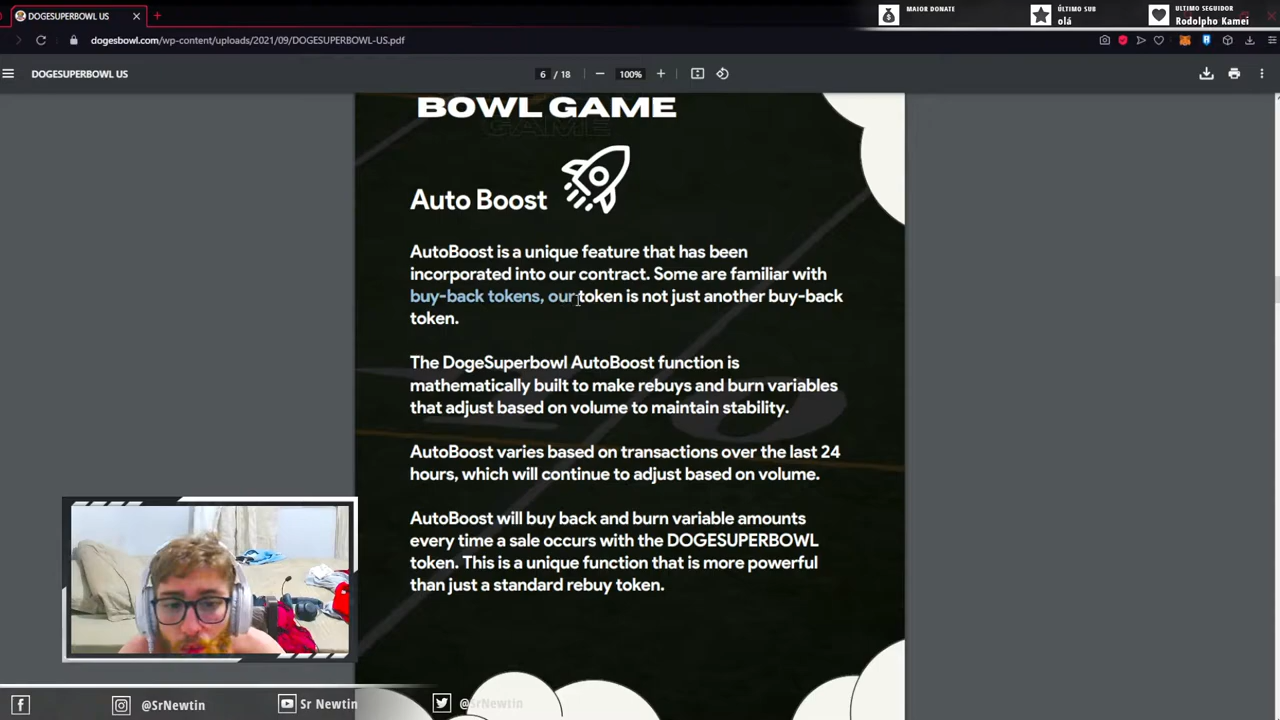 DOGESUPERBOWL US
MAIOR DONATE
ÚLTIMO SUB
olá
ULTIMO SEGUIDOR
Rodolpho Kamei
dogesbowl.com/wp-content/uploads/2021/09/DOGESUPERBOWL-US.pdf
DOGESUPERBOWL US
6 / 18
100%
BOWL GAME
GAME
Auto Boost
AutoBoost is a unique feature that has been
incorporated into our contract. Some are familiar with
buy-back tokens, our token is not just another buy-back
token.
The DogeSuperbowl AutoBoost function is
mathematically built to make rebuys and burn variables
that adjust based on volume to maintain stability.
AutoBoost varies based on transactions over the last 24
hours, which will continue to adjust based on volume.
AutoBoost will buy back and burn variable amounts
every time a sale occurs with the DOGESUPERBOWL
token. This is a unique function that is more powerful
than just a standard rebuy token.
@SrNewtin
Sr Newtin
@SrNewtin